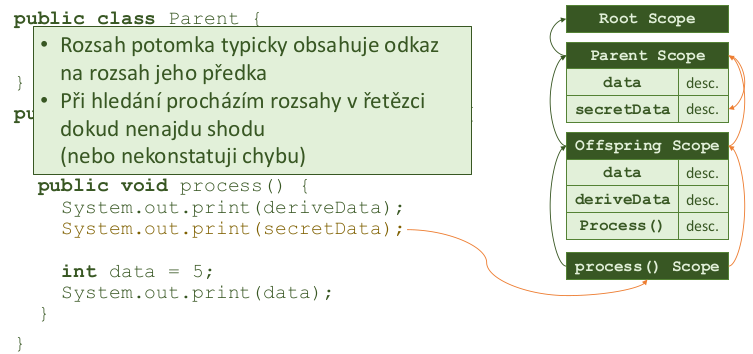 public class Parent {
• Rozsah potomka typicky obsahuje odkaz
na rozsah jeho předka
}
• Při hledání procházím rozsahy v řetězci
dokud nenajdu shodu
(nebo nekonstatuji chybu)
public void process() {
System.out.print(deriveData);
System.out.print(secretData);
int data = 5;
System.out.print(data);
}
}
Root Scope
Parent Scope
data desc.
secretData desc.
Offspring Scope
data desc.
deriveData desc.
Process() desc.
process() Scope